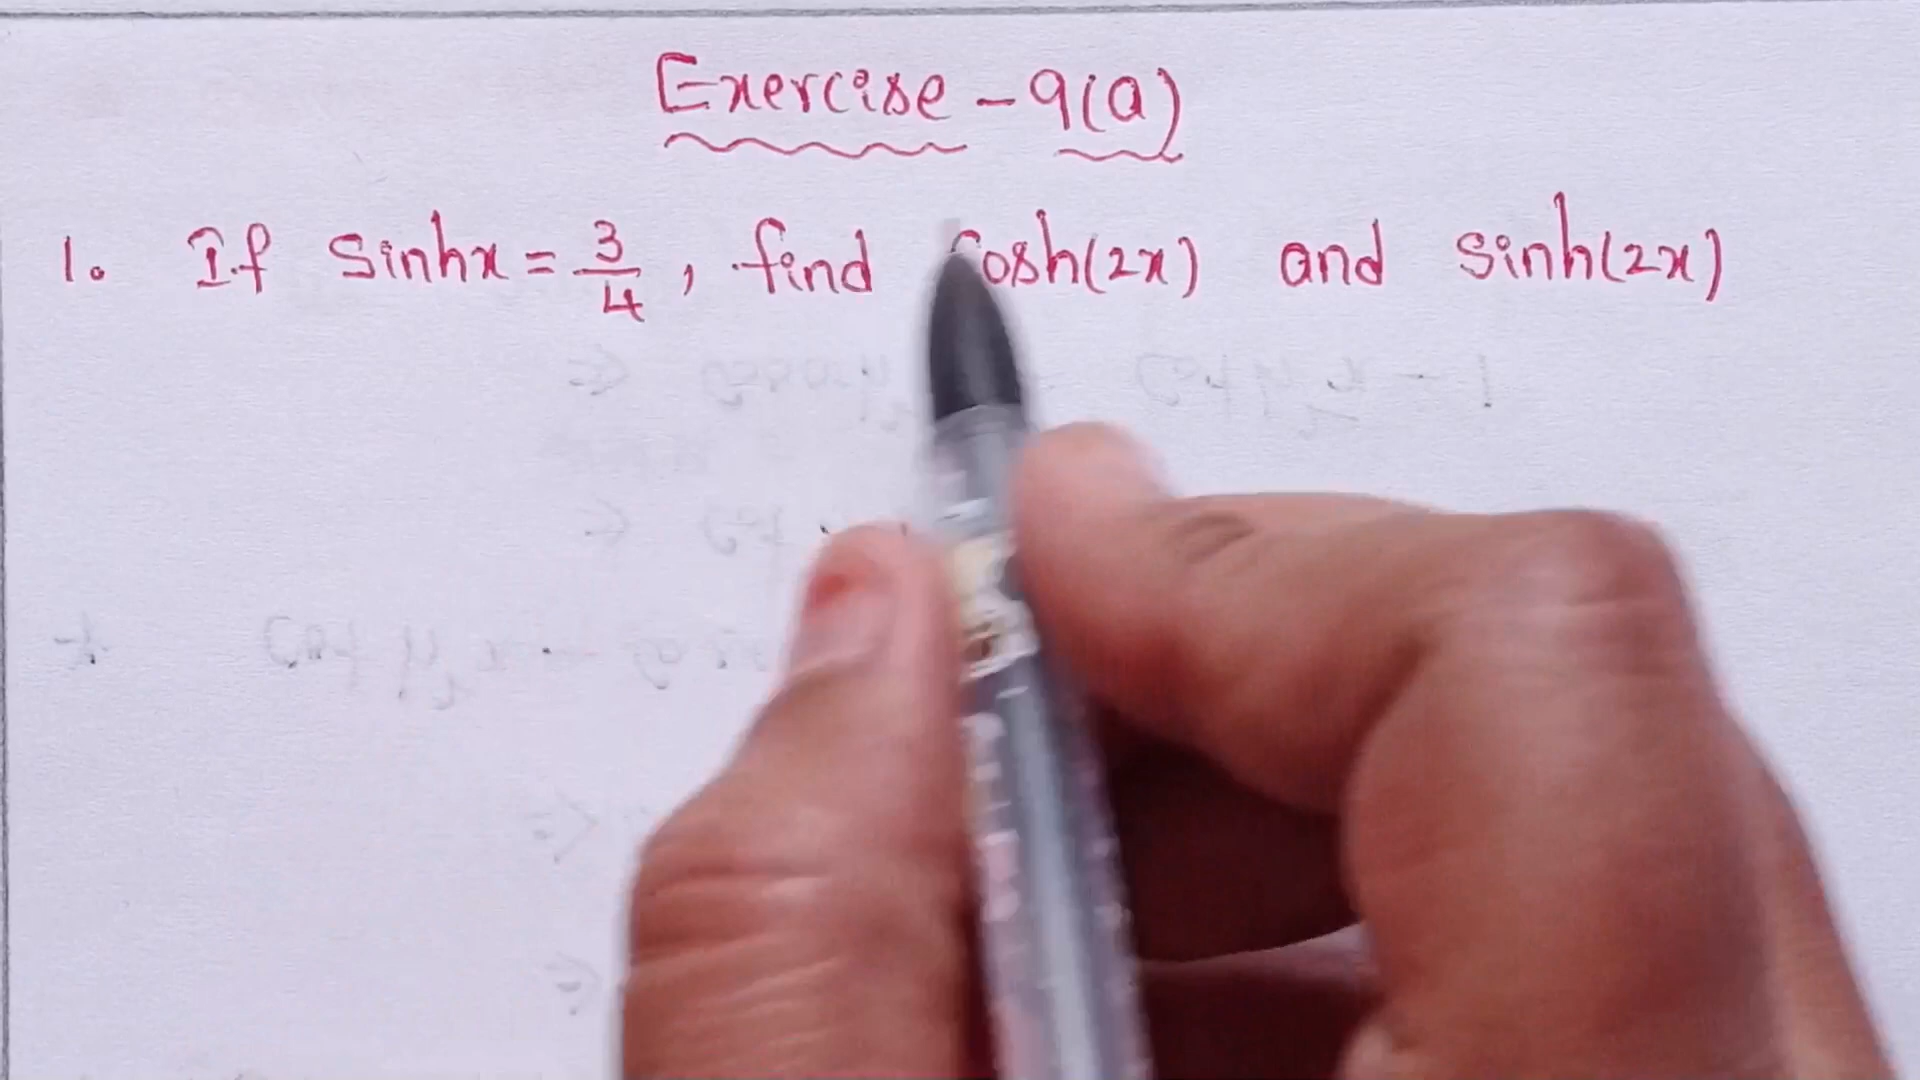 Exercise - 9(a)
1. If Sinhx = 3/4, find Cosh(2x) and Sinh(2x)